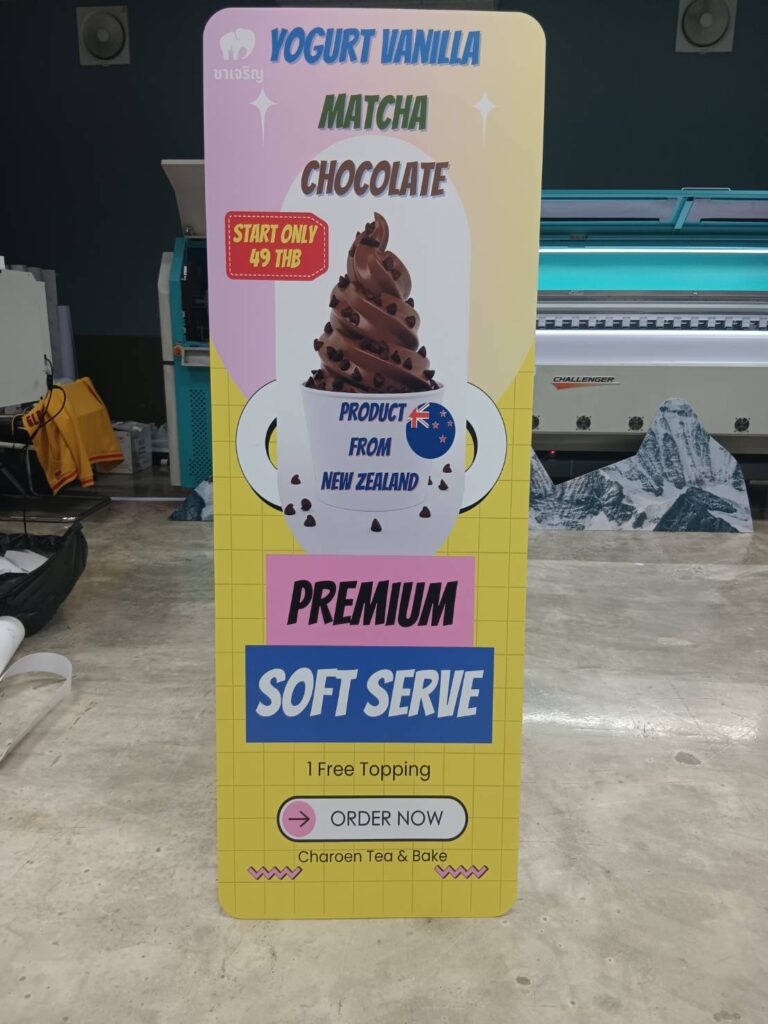 ชาเจริญ
YOGURT VANILLA
MATCHA
CHOCOLATE
START ONLY
49 THB
PRODUCT
FROM
NEW ZEALAND
PREMIUM
SOFT SERVE
1 Free Topping
→ ORDER NOW
Charoen Tea & Bake
CHALLENGER